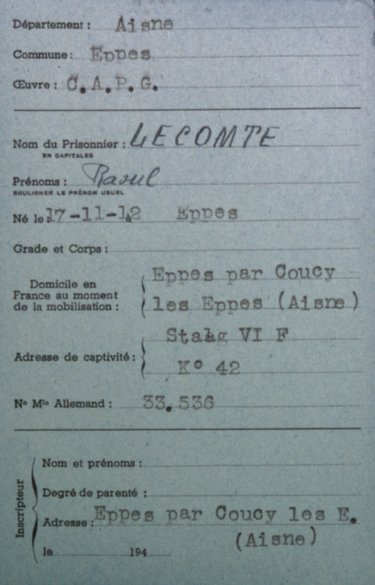 Département : Aisne
Commune : Eppes
Œuvre : C.A.P.G.
Nom du Prisonnier : LECOMTE
EN CAPITALES
Prénoms : Raoul
SOULIGNER LE PRÉNOM USUEL
Né le : 17-11-12 Eppes
Grade et Corps :
Domicile en
France au moment
de la mobilisation :
Eppes par Coucy
les Eppes (Aisne)
Adresse de captivité :
Stalag VI F
K° 42
N° Mle Allemand : 33.536
Inscripteur
Nom et prénoms :
Degré de parenté :
Adresse : Eppes par Coucy les E.
(Aisne)
le 194